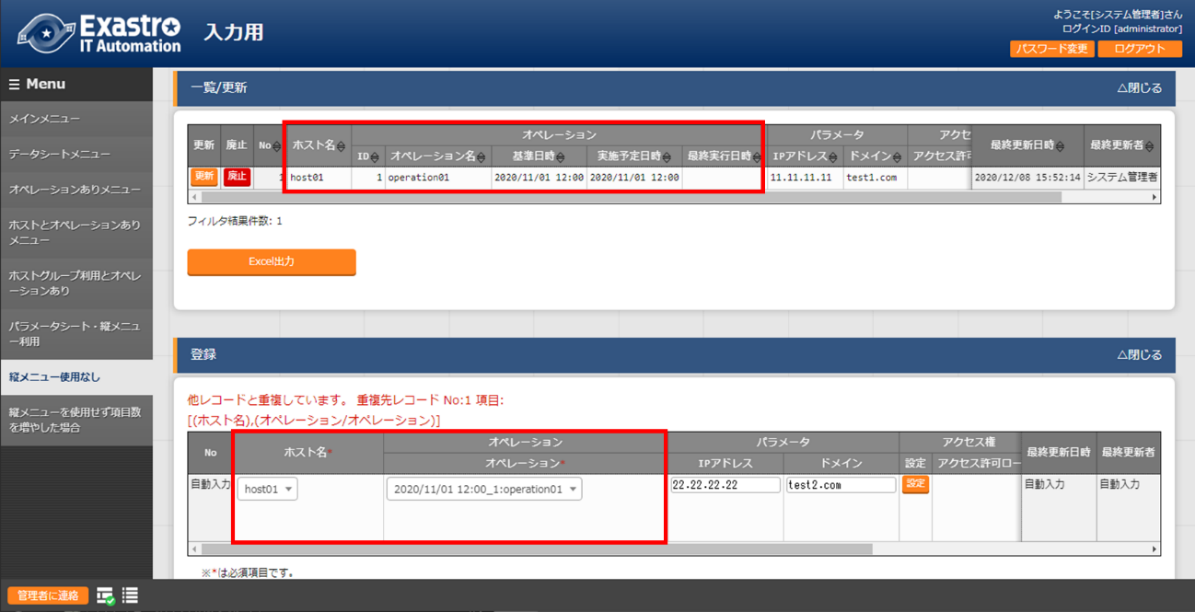 Exastro
IT Automation
入力用
ようこそ[システム管理者]さん
ログインID [administrator]
パスワード変更
ログアウト
Menu
メインメニュー
データシートメニュー
オペレーションありメニュー
ホストとオペレーションあり
メニュー
ホストグループ利用とオペレ
ーションあり
パラメータシート・縦メニュ
ー利用
縦メニュー使用なし
縦メニューを使用せず項目数
を増やした場合
一覧/更新
△閉じる
更新 廃止 No ホスト名 オペレーション パラメータ アクセ 最終更新日時 最終更新者
ID オペレーション名 基準日時 実施予定日時 最終実行日時 IPアドレス ドメイン アクセス許可
更新 廃止 1 host01 1 operation01 2020/11/01 12:00 2020/11/01 12:00 11.11.11.11 test1.com 2020/12/08 15:52:14 システム管理者
フィルタ結果件数: 1
Excel出力
登録
△閉じる
他レコードと重複しています。 重複先レコード No:1 項目:
[(ホスト名),(オペレーション/オペレーション)]
No ホスト名* オペレーション パラメータ アクセス権 最終更新日時 最終更新者
オペレーション* IPアドレス ドメイン 設定 アクセス許可ロー
自動入力 host01 2020/11/01 12:00_1:operation01 22.22.22.22 test2.com 設定 自動入力 自動入力
※*は必須項目です。
管理者に連絡